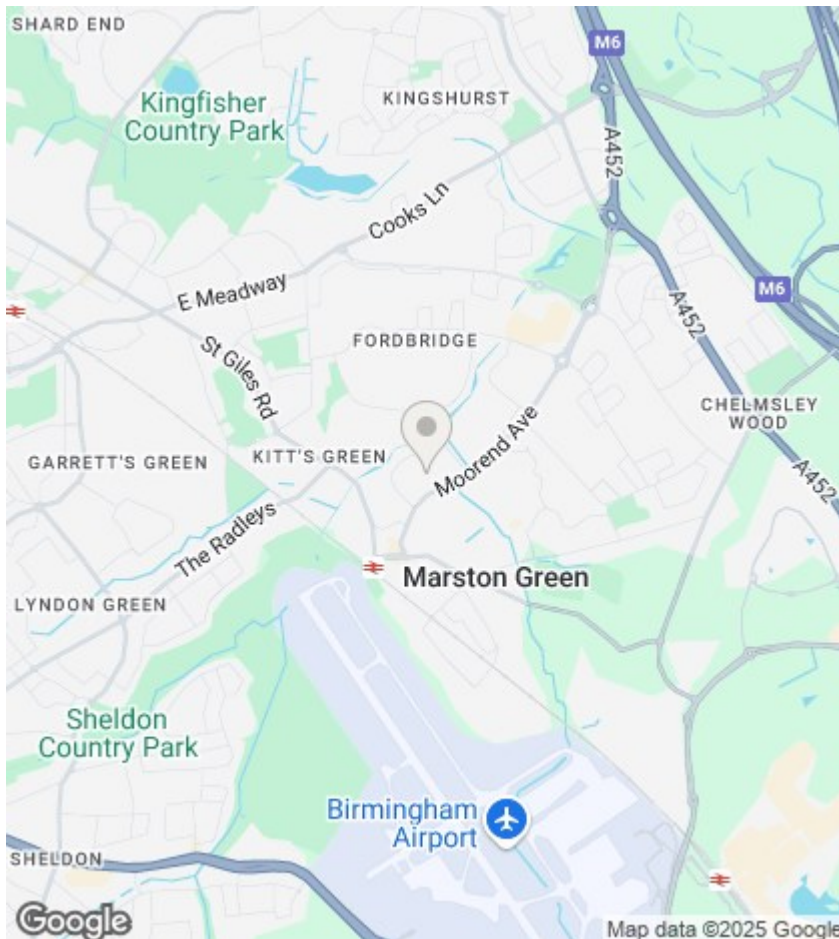 SHARD END
M6
Kingfisher
Country Park
KINGSHURST
A452
Cooks Ln
E Meadway
M6
A452
St Giles Rd
FORDBRIDGE
CHELMSLEY
WOOD
Moorend Ave
GARRETT'S GREEN
KITT'S GREEN
A452
The Radleys
Marston Green
LYNDON GREEN
Sheldon
Country Park
Birmingham
Airport
SHELDON
Google
Map data ©2025 Google